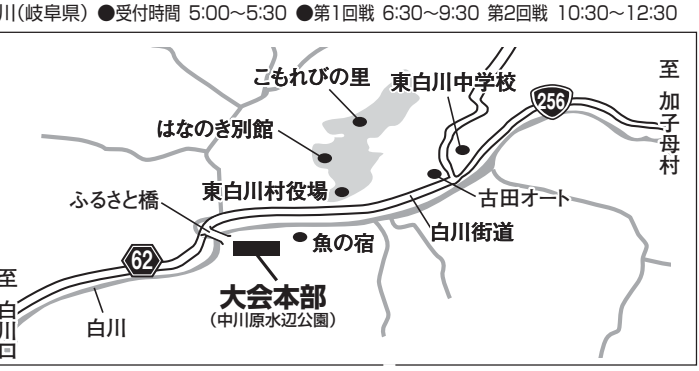 川(岐阜県) ●受付時間 5:00〜5:30 ●第1回戦 6:30〜9:30 第2回戦 10:30〜12:30
こもれびの里
東白川中学校
256
至 加子母村
はなのき別館
東白川村役場
ふるさと橋
古田オート
白川街道
魚の宿
62
大会本部
(中川原水辺公園)
至 白川口
白川